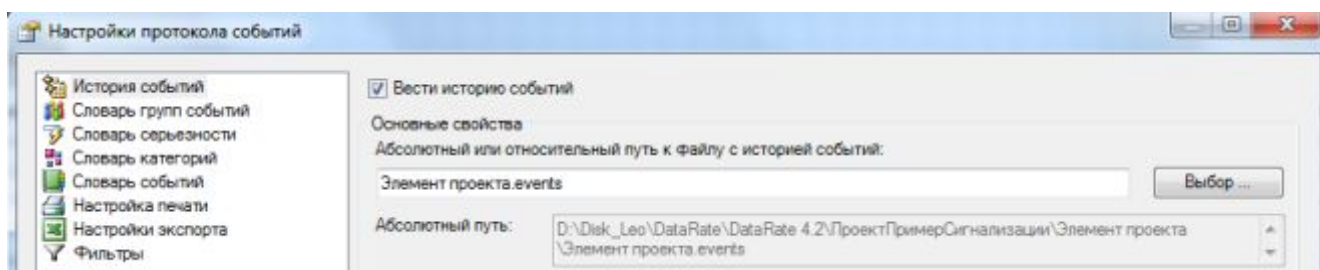 Настройки протокола событий
История событий
Словарь групп событий
Словарь серьезности
Словарь категорий
Словарь событий
Настройка печати
Настройки экспорта
Фильтры
Вести историю событий
Основные свойства
Абсолютный или относительный путь к файлу с историей событий:
Элемент проекта.events
Выбор ...
Абсолютный путь:
D:\Disk_Leo\DataRate\DataRate 4.2\ПроектПримерСигнализации\Элемент проекта
\Элемент проекта.events